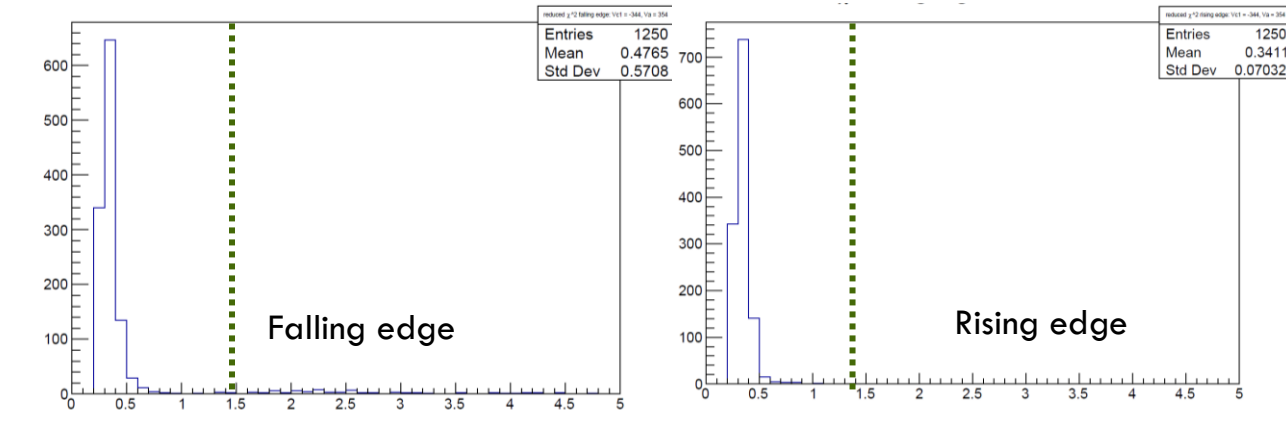 reduced χ^2 falling edge: Vc1 = -344, Va = 354
Entries 1250
Mean 0.4765
Std Dev 0.5708
600
500
400
300
200
100
0
0 0.5 1 1.5 2 2.5 3 3.5 4 4.5 5
Falling edge
reduced χ^2 rising edge: Vc1 = -344, Va = 354
Entries 1250
Mean 0.3411
Std Dev 0.07032
700
600
500
400
300
200
100
0
0 0.5 1 1.5 2 2.5 3 3.5 4 4.5 5
Rising edge